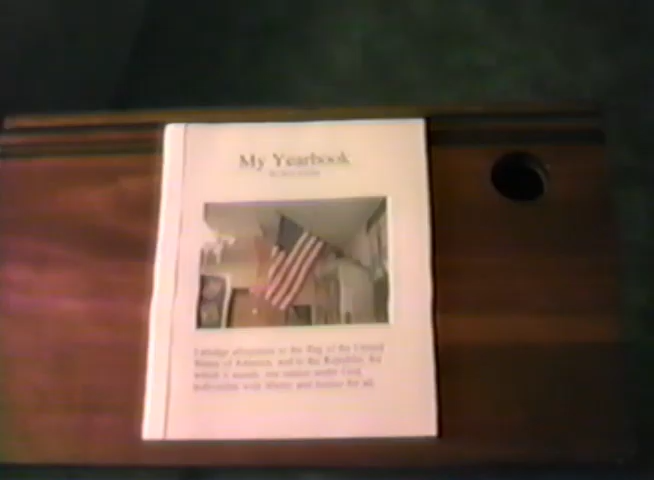 My Yearbook
I pledge allegiance to the flag of the United
States of America, and to the Republic for
which it stands, one nation under God,
indivisible with liberty and justice for all.